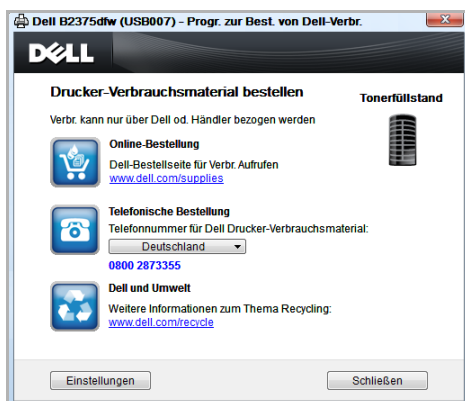 Dell B2375dfw (USB007) - Progr. zur Best. von Dell-Verbr.
DELL
Drucker-Verbrauchsmaterial bestellen
Tonerfüllstand
Verbr. kann nur über Dell od. Händler bezogen werden
Online-Bestellung
Dell-Bestellseite für Verbr. Aufrufen
www.dell.com/supplies
Telefonische Bestellung
Telefonnummer für Dell Drucker-Verbrauchsmaterial:
Deutschland
0800 2873355
Dell und Umwelt
Weitere Informationen zum Thema Recycling:
www.dell.com/recycle
Einstellungen
Schließen